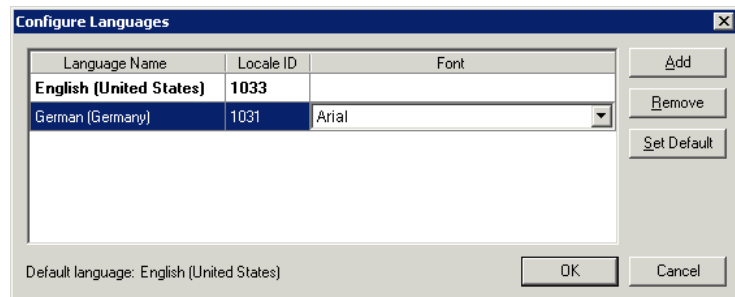 Configure Languages
Language Name Locale ID Font Add
English (United States) 1033
Remove
German (Germany) 1031 Arial
Set Default
Default language: English (United States) OK Cancel